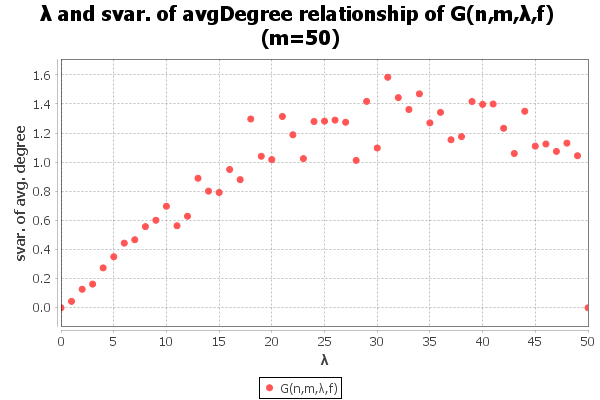 λ and svar. of avgDegree relationship of G(n,m,λ,f)
(m=50)
svar. of avg. degree
1.6
1.4
1.2
1.0
0.8
0.6
0.4
0.2
0.0
0 5 10 15 20 25 30 35 40 45 50
λ
G(n,m,λ,f)